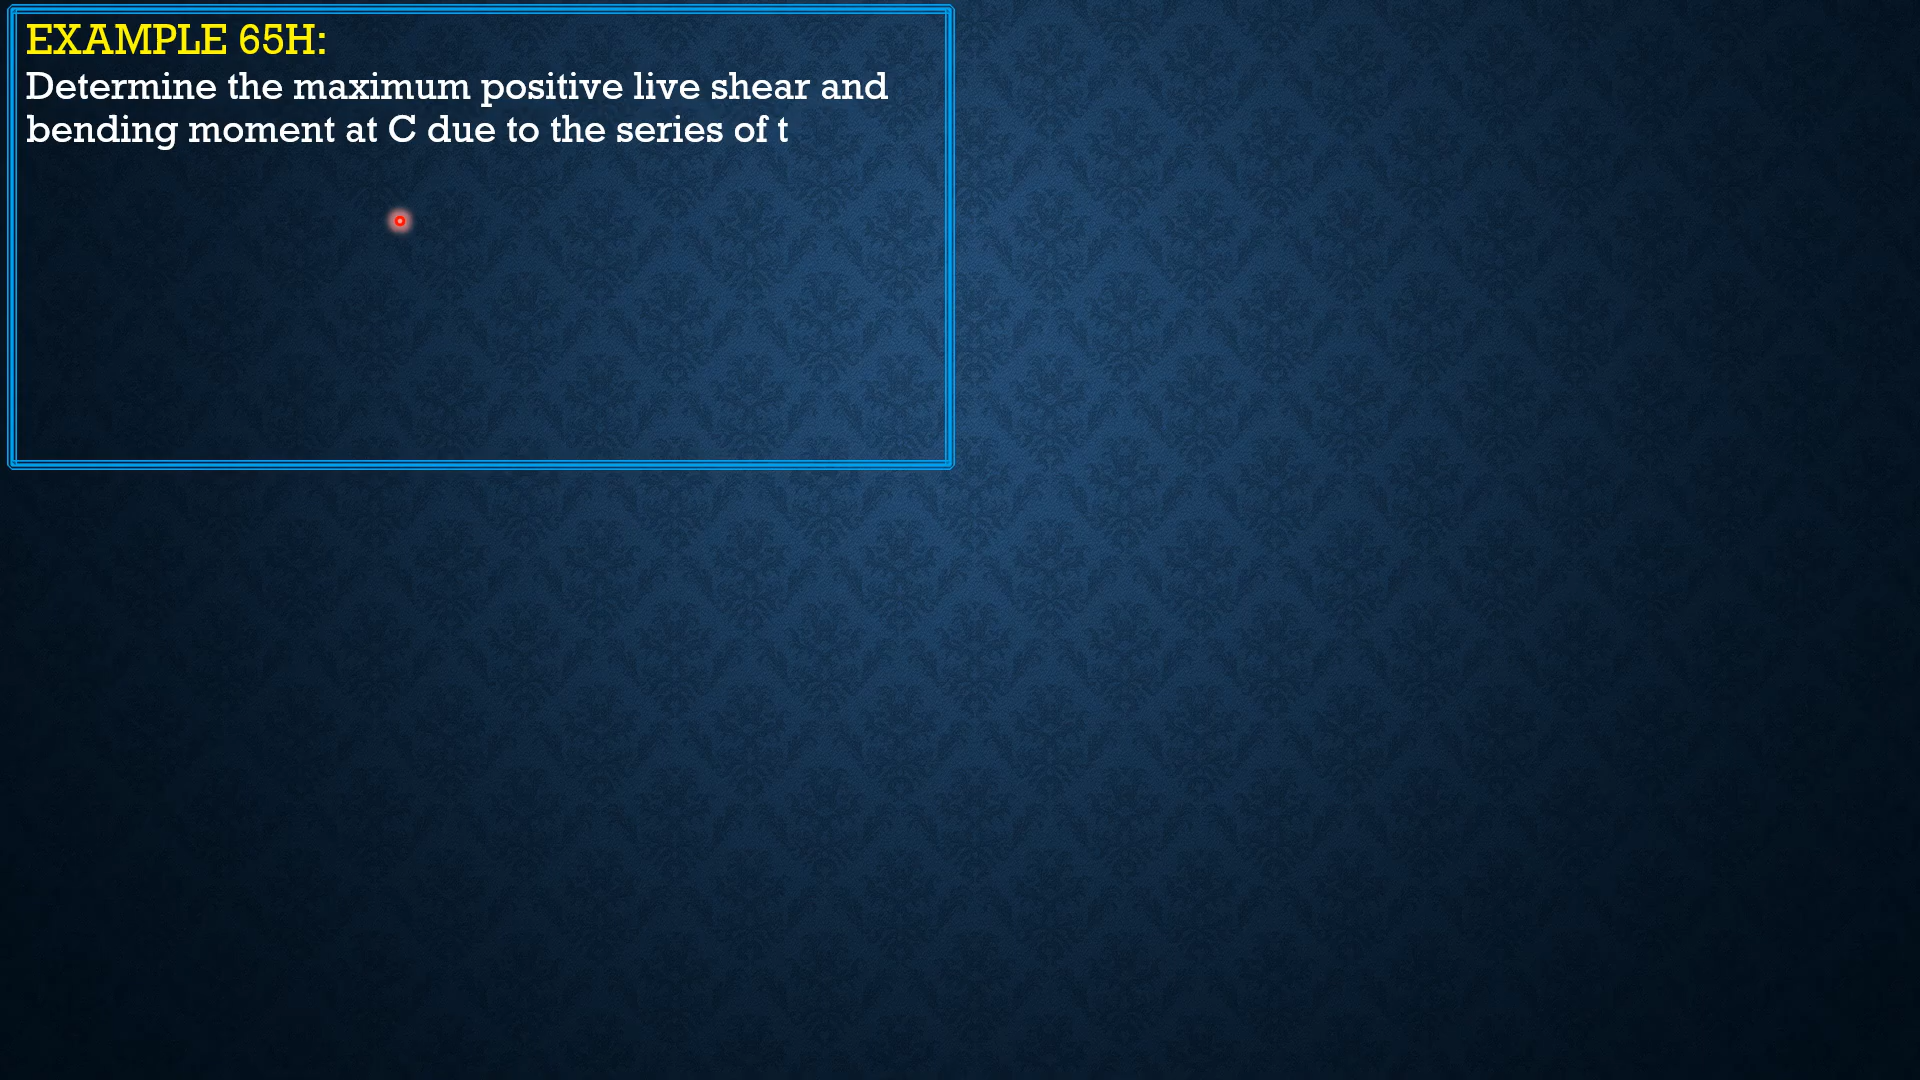 EXAMPLE 65H:
Determine the maximum positive live shear and
bending moment at C due to the series of t